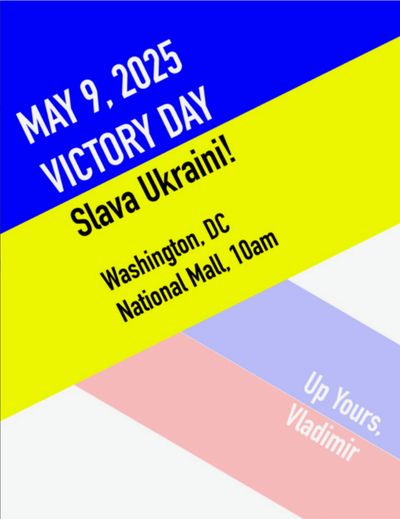 MAY 9, 2025
VICTORY DAY
Slava Ukraini!
Washington, DC
National Mall, 10am
Up Yours,
Vladimir